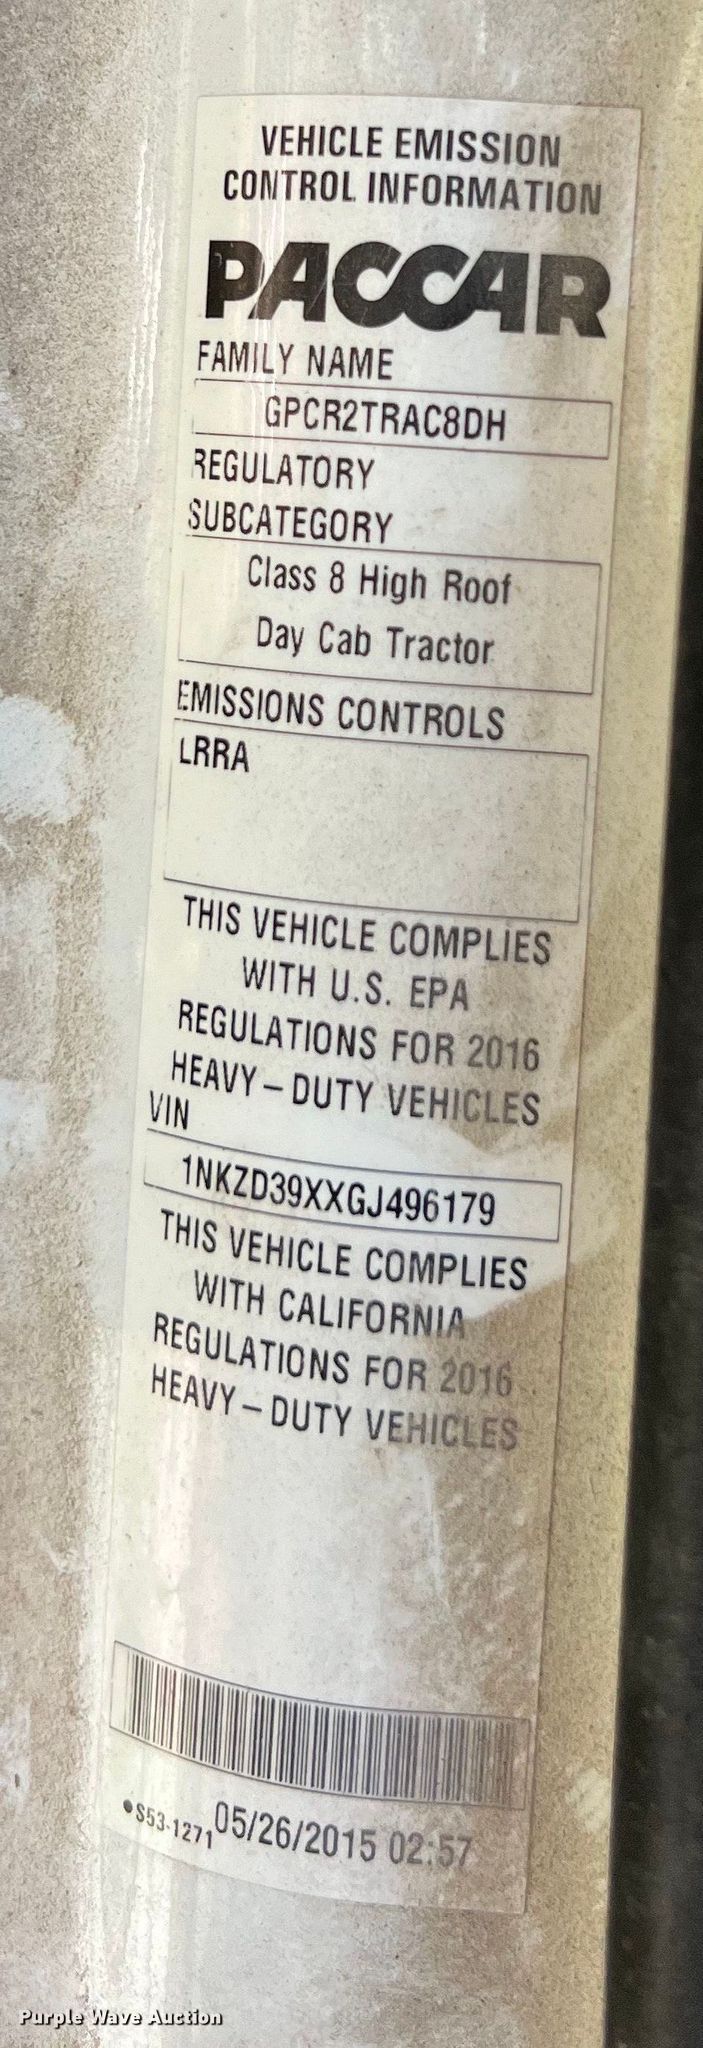 VEHICLE EMISSION
CONTROL INFORMATION
PACCAR
FAMILY NAME
GPCR2TRAC8DH
REGULATORY
SUBCATEGORY
Class 8 High Roof
Day Cab Tractor
EMISSIONS CONTROLS
LRRA
THIS VEHICLE COMPLIES
WITH U.S. EPA
REGULATIONS FOR 2016
HEAVY-DUTY VEHICLES
VIN
1NKZD39XXGJ496179
THIS VEHICLE COMPLIES
WITH CALIFORNIA
REGULATIONS FOR 2016
HEAVY-DUTY VEHICLES
•S53-1271 05/26/2015 02:57
Purple Wave Auction